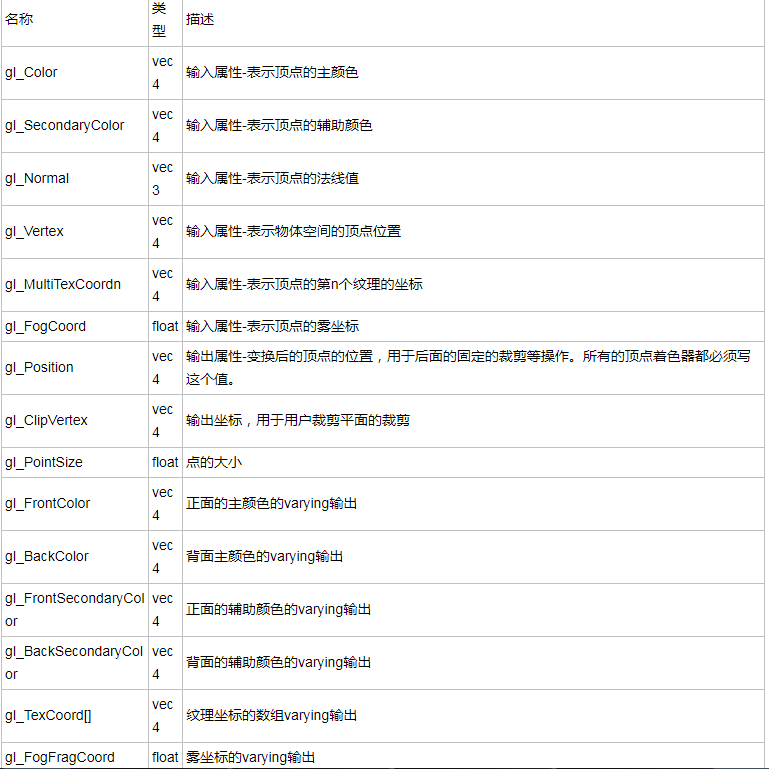 名称 类型 描述
gl_Color vec4 输入属性-表示顶点的主颜色
gl_SecondaryColor vec4 输入属性-表示顶点的辅助颜色
gl_Normal vec3 输入属性-表示顶点的法线值
gl_Vertex vec4 输入属性-表示物体空间的顶点位置
gl_MultiTexCoordn vec4 输入属性-表示顶点的第n个纹理的坐标
gl_FogCoord float 输入属性-表示顶点的雾坐标
gl_Position vec4 输出属性-变换后的顶点的位置，用于后面的固定的裁剪等操作。所有的顶点着色器都必须写
这个值。
gl_ClipVertex vec4 输出坐标，用于用户裁剪平面的裁剪
gl_PointSize float 点的大小
gl_FrontColor vec4 正面的主颜色的varying输出
gl_BackColor vec4 背面主颜色的varying输出
gl_FrontSecondaryColor vec4 正面的辅助颜色的varying输出
gl_BackSecondaryColor vec4 背面的辅助颜色的varying输出
gl_TexCoord[] vec4 纹理坐标的数组varying输出
gl_FogFragCoord float 雾坐标的varying输出